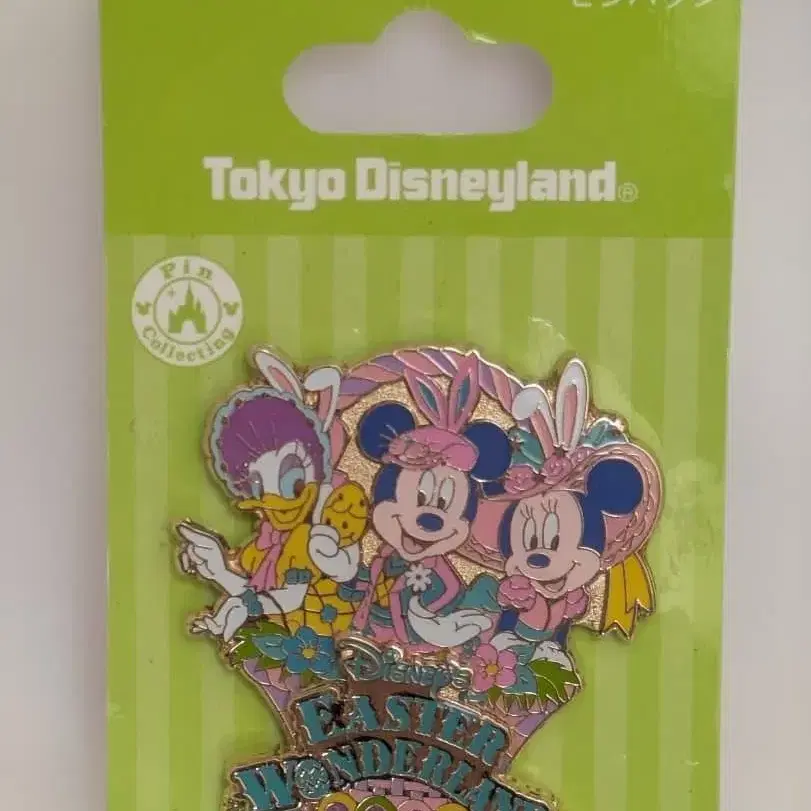 Tokyo Disneyland®
Pin
Collecting
Disney's
EASTER
WONDERLAND